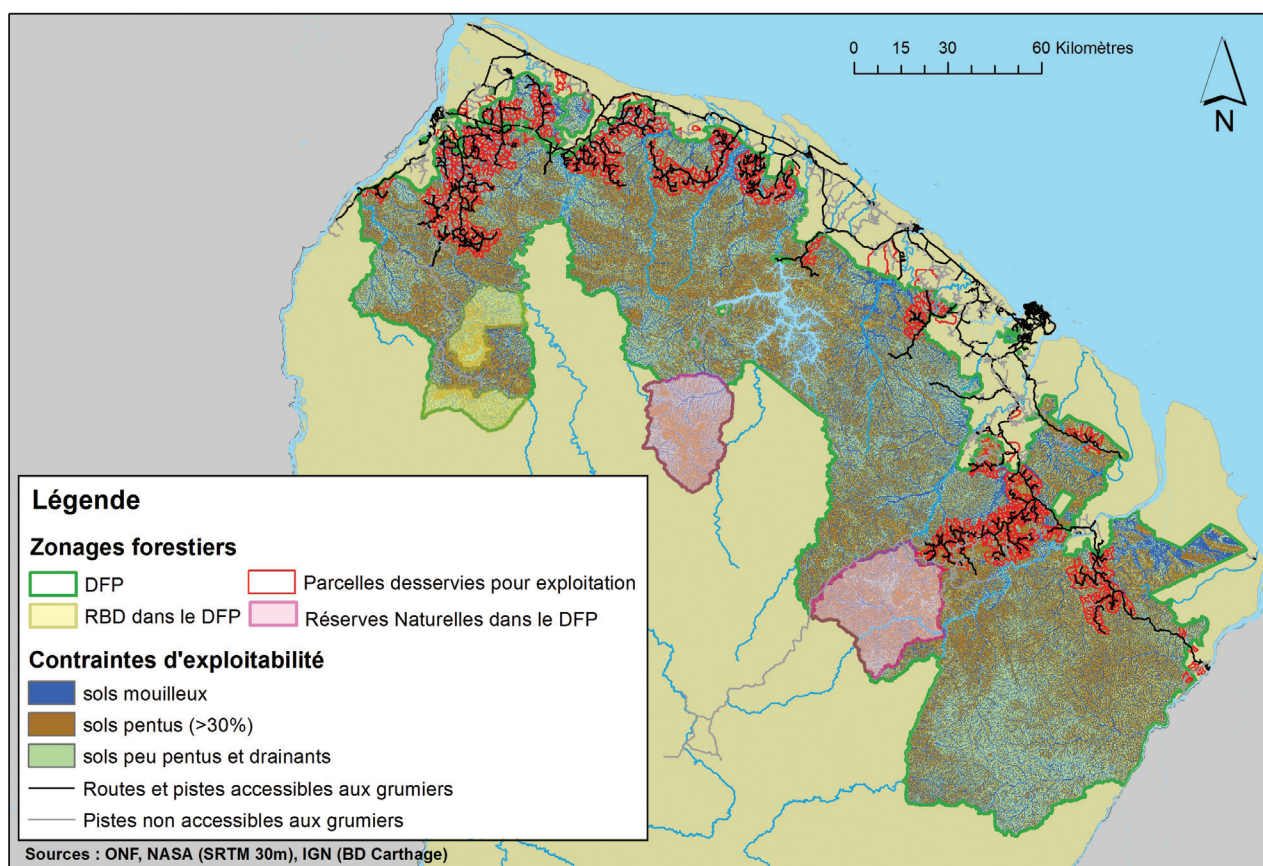 0 15 30 60 Kilomètres
N
Légende
Zonages forestiers
DFP
Parcelles desservies pour exploitation
RBD dans le DFP
Réserves Naturelles dans le DFP
Contraintes d'exploitabilité
sols mouilleux
sols pentus (>30%)
sols peu pentus et drainants
Routes et pistes accessibles aux grumiers
Pistes non accessibles aux grumiers
Sources : ONF, NASA (SRTM 30m), IGN (BD Carthage)